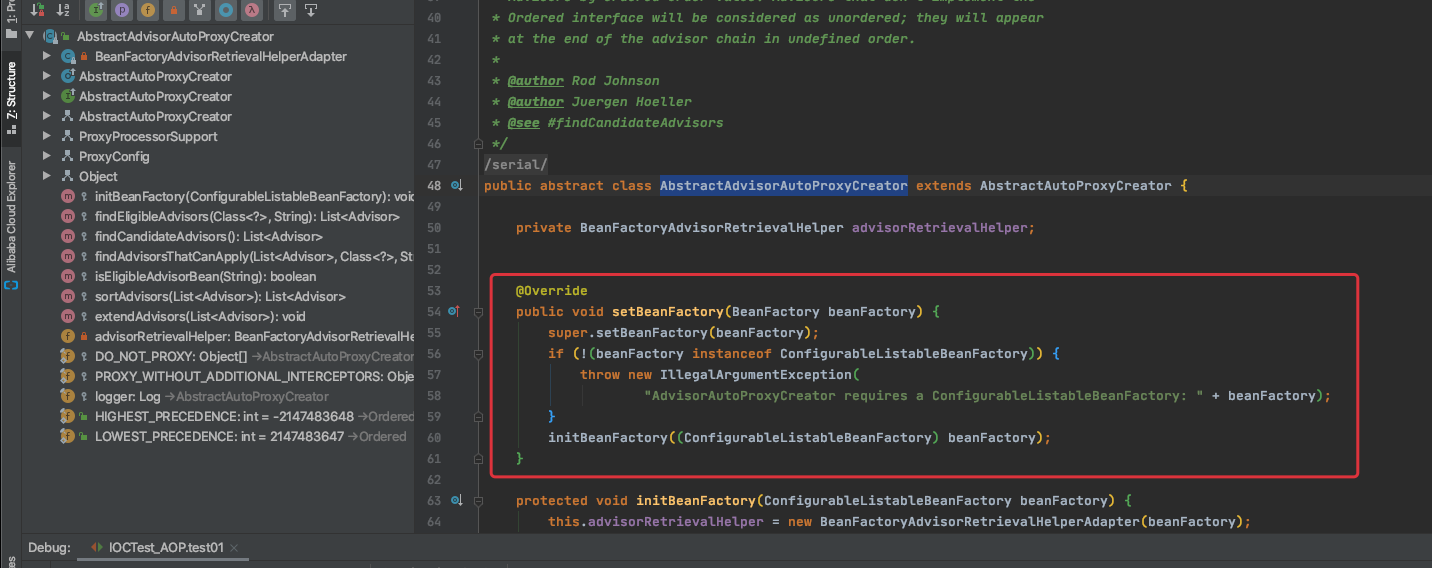 1: Pr
Z: Structure
Alibaba Cloud Explorer
AbstractAdvisorAutoProxyCreator
BeanFactoryAdvisorRetrievalHelperAdapter
AbstractAutoProxyCreator
AbstractAutoProxyCreator
AbstractAutoProxyCreator
ProxyProcessorSupport
ProxyConfig
Object
initBeanFactory(ConfigurableListableBeanFactory): void
findEligibleAdvisors(Class<?>, String): List<Advisor>
findCandidateAdvisors(): List<Advisor>
findAdvisorsThatCanApply(List<Advisor>, Class<?>, St
isEligibleAdvisorBean(String): boolean
sortAdvisors(List<Advisor>): List<Advisor>
extendAdvisors(List<Advisor>): void
advisorRetrievalHelper: BeanFactoryAdvisorRetrievalHe
DO_NOT_PROXY: Object[] →AbstractAutoProxyCreator
PROXY_WITHOUT_ADDITIONAL_INTERCEPTORS: Obje
logger: Log →AbstractAutoProxyCreator
HIGHEST_PRECEDENCE: int = -2147483648 →Ordered
LOWEST_PRECEDENCE: int = 2147483647 →Ordered
40 * Ordered interface will be considered as unordered; they will appear
41 * at the end of the advisor chain in undefined order.
42 *
43 * @author Rod Johnson
44 * @author Juergen Hoeller
45 * @see #findCandidateAdvisors
46 */
47 /serial/
48 public abstract class AbstractAdvisorAutoProxyCreator extends AbstractAutoProxyCreator {
49
50 private BeanFactoryAdvisorRetrievalHelper advisorRetrievalHelper;
51
52
53 @Override
54 public void setBeanFactory(BeanFactory beanFactory) {
55 super.setBeanFactory(beanFactory);
56 if (!(beanFactory instanceof ConfigurableListableBeanFactory)) {
57 throw new IllegalArgumentException(
58 "AdvisorAutoProxyCreator requires a ConfigurableListableBeanFactory: " + beanFactory);
59 }
60 initBeanFactory((ConfigurableListableBeanFactory) beanFactory);
61 }
62
63 protected void initBeanFactory(ConfigurableListableBeanFactory beanFactory) {
64 this.advisorRetrievalHelper = new BeanFactoryAdvisorRetrievalHelperAdapter(beanFactory);
Debug: IOCTest_AOP.test01 ×